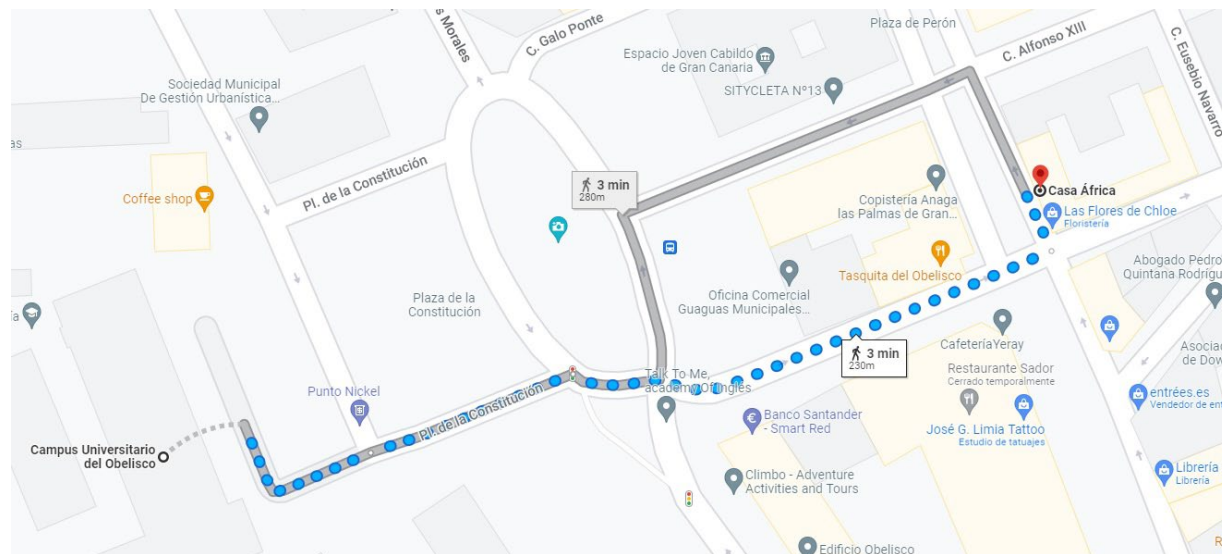 s Morales
C. Galo Ponte
Plaza de Perón
C. Alfonso XIII
C. Eusebio Navarro
Espacio Joven Cabildo
de Gran Canaria
SITYCLETA Nº13
Sociedad Municipal
De Gestión Urbanística...
as
Pl. de la Constitución
Coffee shop
3 min
280m
Casa África
Copistería Anaga
las Palmas de Gran...
Las Flores de Chloe
Floristería
Tasquita del Obelisco
Abogado Pedro
Quintana Rodrígu
Plaza de la
Constitución
Oficina Comercial
Guaguas Municipales...
ía
CafeteríaYeray
3 min
230m
Asociac
de Dow
Restaurante Sador
Cerrado temporalmente
Talk To Me,
academy Of Inglés
Punto Nickel
Pl. de la Constitución
entrées.es
Vendedor de ent
Banco Santander
- Smart Red
José G. Limia Tattoo
Estudio de tatuajes
Campus Universitario
del Obelisco
Climbo - Adventure
Activities and Tours
Librería
Librería
Edificio Obelisco
R